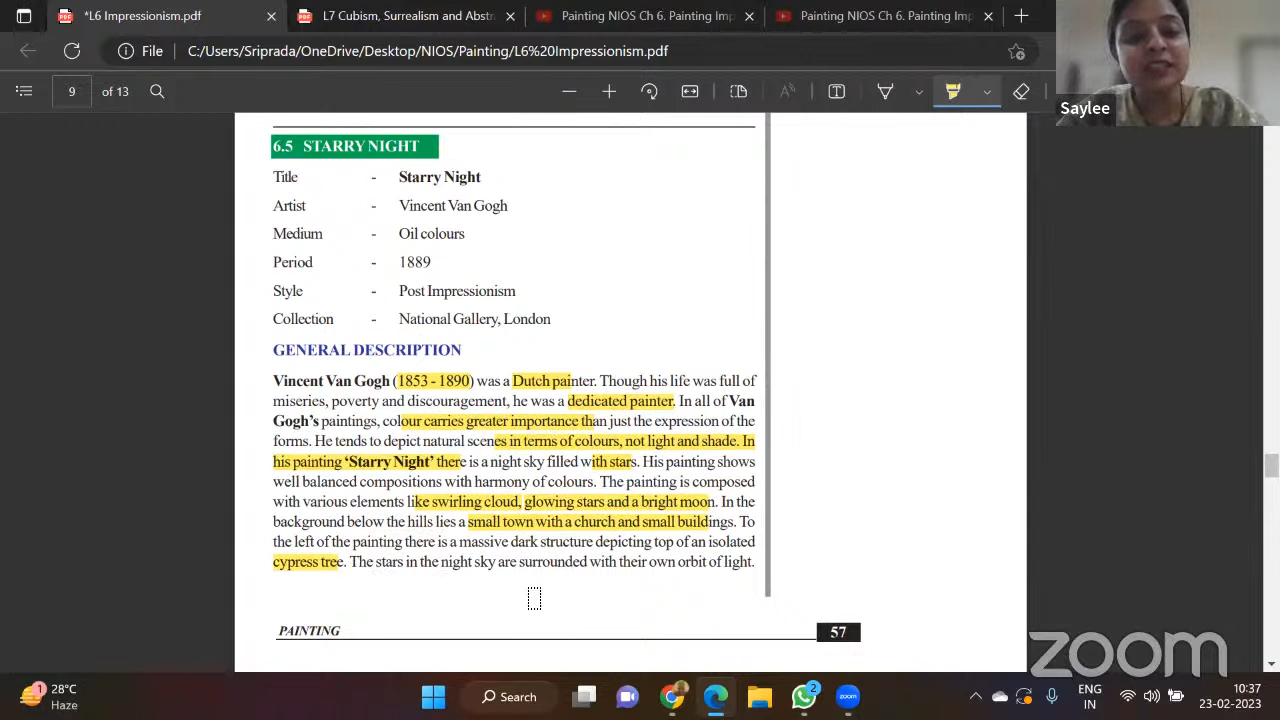 *L6 Impressionism.pdf
L7 Cubism, Surrealism and Abst
Painting NIOS Ch 6. Painting Imp
Painting NIOS Ch 6. Painting Imp
File
C:/Users/Sriprada/OneDrive/Desktop/NIOS/Painting/L6%20Impressionism.pdf
9 of 13
Saylee
6.5 STARRY NIGHT
Title - Starry Night
Artist - Vincent Van Gogh
Medium - Oil colours
Period - 1889
Style - Post Impressionism
Collection - National Gallery, London
GENERAL DESCRIPTION
Vincent Van Gogh (1853 - 1890) was a Dutch painter. Though his life was full of
miseries, poverty and discouragement, he was a dedicated painter. In all of Van
Gogh's paintings, colour carries greater importance than just the expression of the
forms. He tends to depict natural scenes in terms of colours, not light and shade. In
his painting 'Starry Night' there is a night sky filled with stars. His painting shows
well balanced compositions with harmony of colours. The painting is composed
with various elements like swirling cloud, glowing stars and a bright moon. In the
background below the hills lies a small town with a church and small buildings. To
the left of the painting there is a massive dark structure depicting top of an isolated
cypress tree. The stars in the night sky are surrounded with their own orbit of light.
PAINTING
57
zoom
1
28°C
Haze
Search
2
zoom
ENG
IN
10:37
23-02-2023